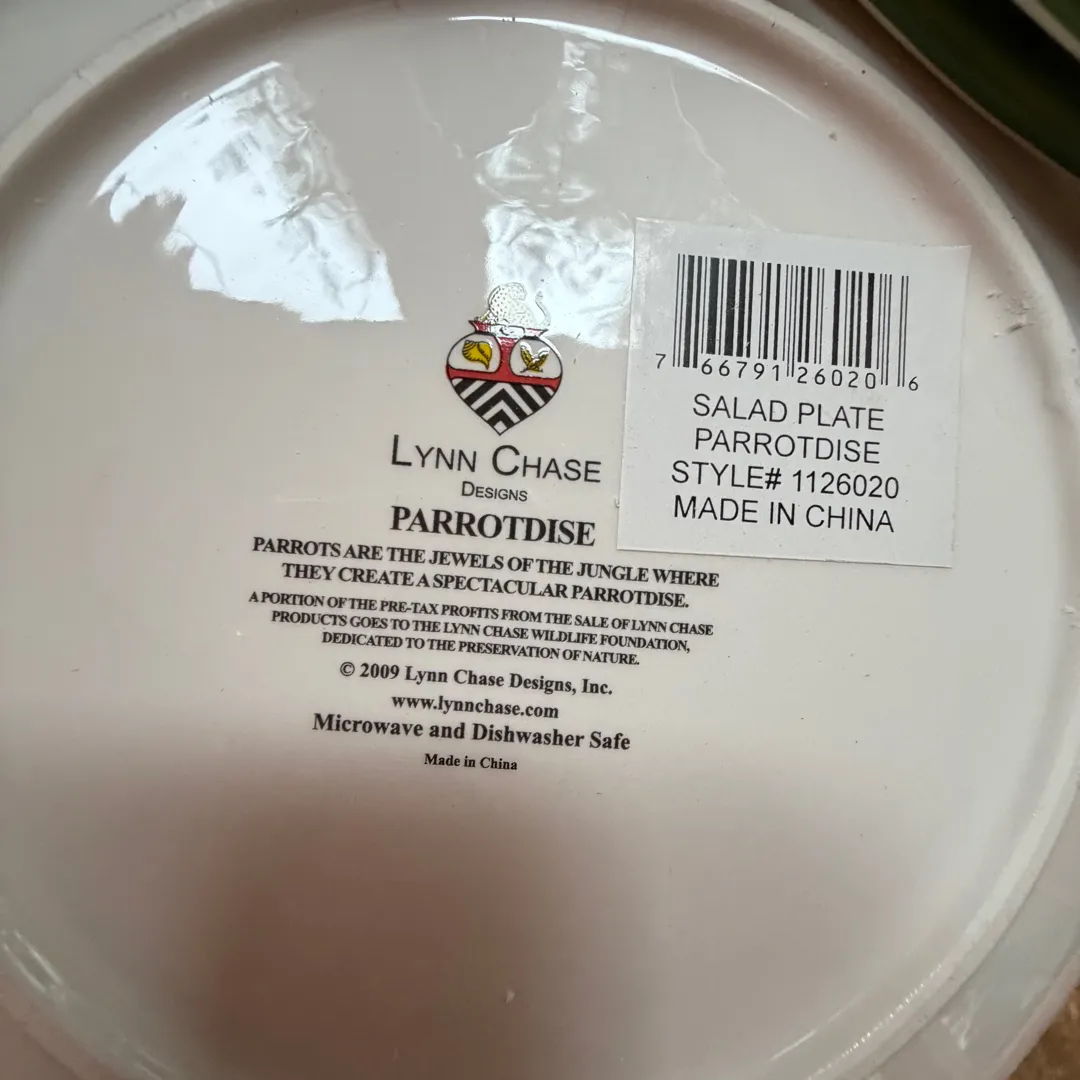 LYNN CHASE
DESIGNS
PARROTDISE
PARROTS ARE THE JEWELS OF THE JUNGLE WHERE
THEY CREATE A SPECTACULAR PARROTDISE.
A PORTION OF THE PRE-TAX PROFITS FROM THE SALE OF LYNN CHASE
PRODUCTS GOES TO THE LYNN CHASE WILDLIFE FOUNDATION,
DEDICATED TO THE PRESERVATION OF NATURE.
© 2009 Lynn Chase Designs, Inc.
www.lynnchase.com
Microwave and Dishwasher Safe
Made in China
7 66791 26020 6
SALAD PLATE
PARROTDISE
STYLE# 1126020
MADE IN CHINA